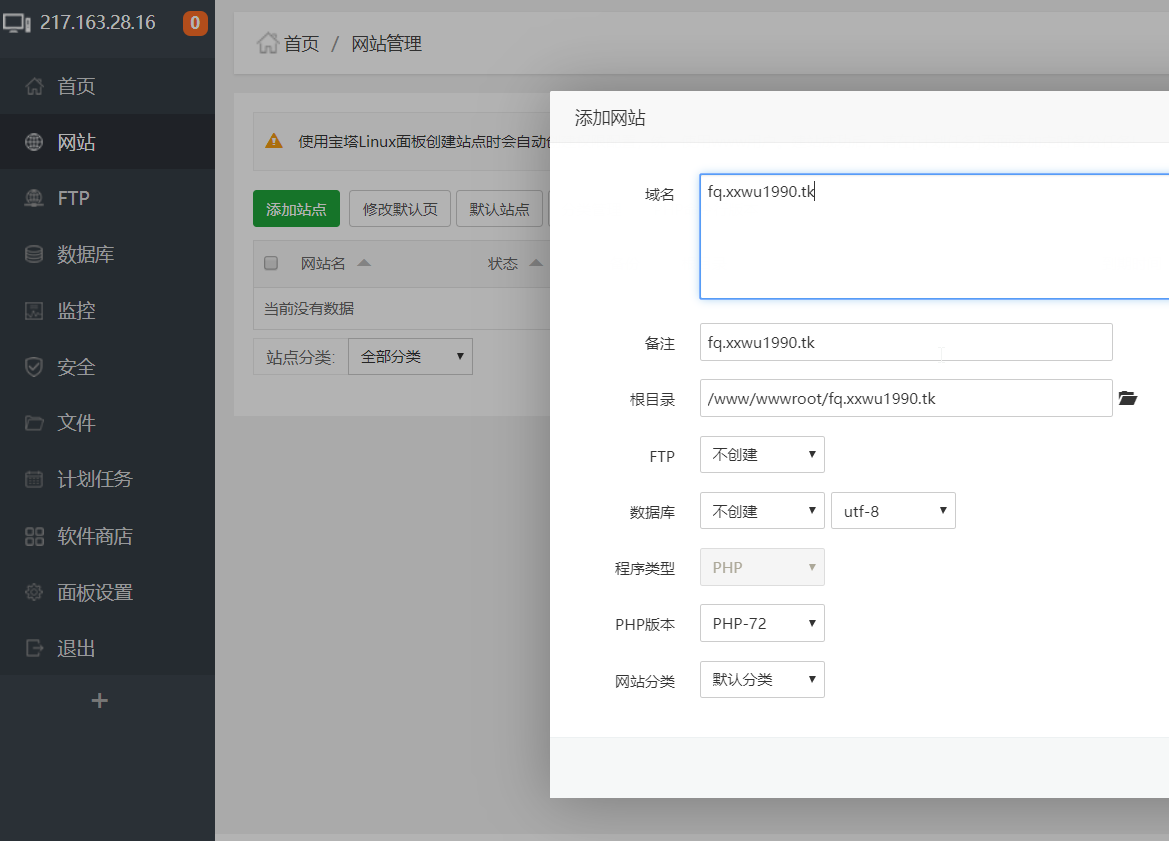 217.163.28.16 0
首页
网站
FTP
数据库
监控
安全
文件
计划任务
软件商店
面板设置
退出
首页 / 网站管理
使用宝塔Linux面板创建站点时会自动
添加站点 修改默认页 默认站点
网站名 状态
当前没有数据
站点分类: 全部分类
添加网站
域名 fq.xxwu1990.tk
备注 fq.xxwu1990.tk
根目录 /www/wwwroot/fq.xxwu1990.tk
FTP 不创建
数据库 不创建 utf-8
程序类型 PHP
PHP版本 PHP-72
网站分类 默认分类